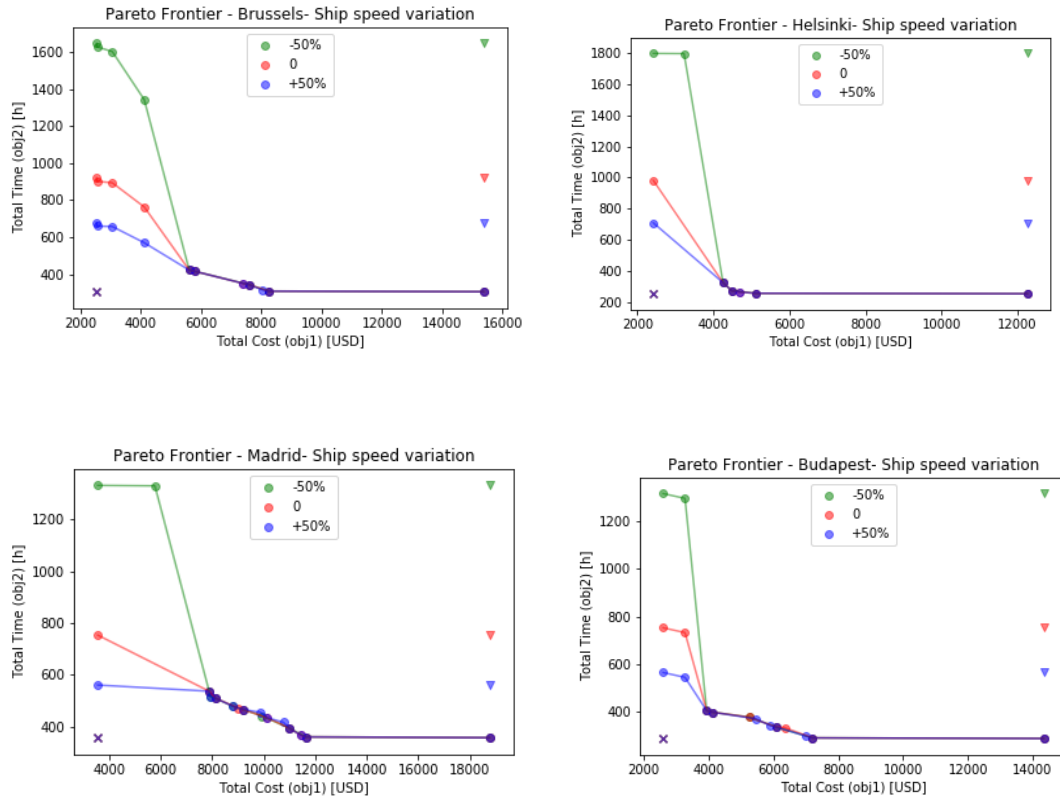 Pareto Frontier - Brussels- Ship speed variation
1600
1400
1200
1000
800
600
400
Total Time (obj2) [h]
-50%
0
+50%
2000 4000 6000 8000 10000 12000 14000 16000
Total Cost (obj1) [USD]
Pareto Frontier - Helsinki- Ship speed variation
1800
1600
1400
1200
1000
800
600
400
200
Total Time (obj2) [h]
-50%
0
+50%
2000 4000 6000 8000 10000 12000
Total Cost (obj1) [USD]
Pareto Frontier - Madrid- Ship speed variation
1200
1000
800
600
400
Total Time (obj2) [h]
-50%
0
+50%
4000 6000 8000 10000 12000 14000 16000 18000
Total Cost (obj1) [USD]
Pareto Frontier - Budapest- Ship speed variation
1200
1000
800
600
400
Total Time (obj2) [h]
-50%
0
+50%
2000 4000 6000 8000 10000 12000 14000
Total Cost (obj1) [USD]